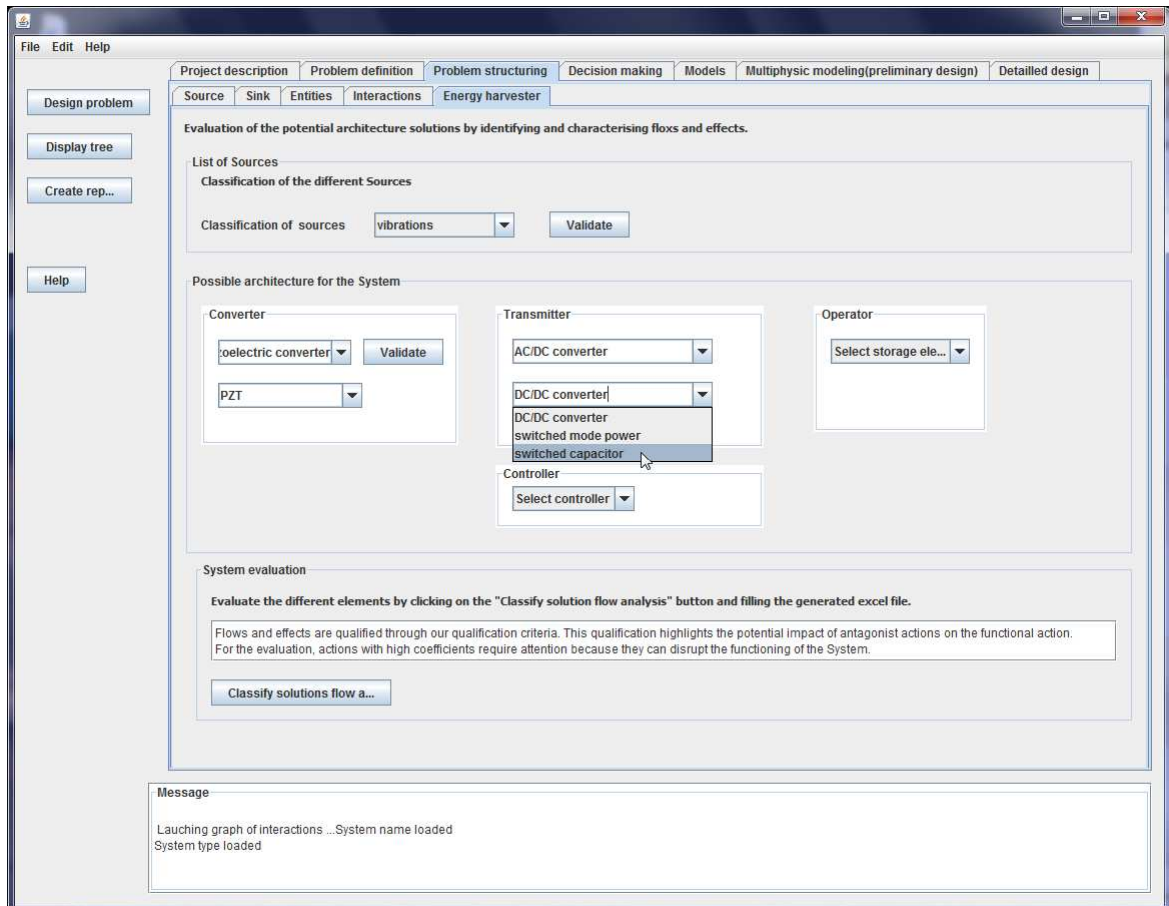 File Edit Help
Project description Problem definition Problem structuring Decision making Models Multiphysic modeling(preliminary design) Detailled design
Source Sink Entities Interactions Energy harvester
Design problem
Display tree
Create rep...
Help
Evaluation of the potential architecture solutions by identifying and characterising floxs and effects.
List of Sources
Classification of the different Sources
Classification of sources vibrations Validate
Possible architecture for the System
Converter
:oelectric converter Validate
PZT
Transmitter
AC/DC converter
DC/DC converter
DC/DC converter
switched mode power
switched capacitor
Controller
Select controller
Operator
Select storage ele...
System evaluation
Evaluate the different elements by clicking on the "Classify solution flow analysis" button and filling the generated excel file.
Flows and effects are qualified through our qualification criteria. This qualification highlights the potential impact of antagonist actions on the functional action.
For the evaluation, actions with high coefficients require attention because they can disrupt the functioning of the System.
Classify solutions flow a...
Message
Lauching graph of interactions ...System name loaded
System type loaded